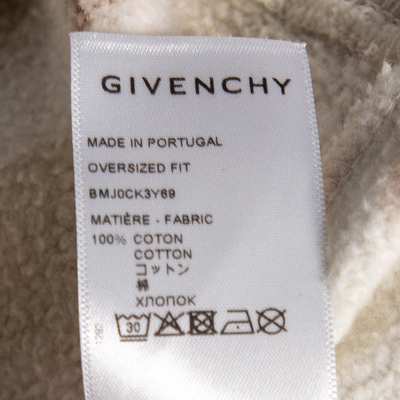 GIVENCHY
MADE IN PORTUGAL
OVERSIZED FIT
BMJ0CK3Y69
MATIÈRE - FABRIC
100% COTON
COTTON
コットン
棉
ХЛОПОК
30